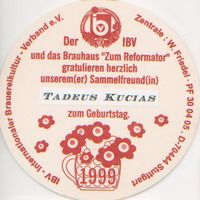 IBV - Internationaler Brauereikultur - Verband e.V.
Zentrale: W. Friedel · PF 30 04 05 · D-70444 Stuttgart
ibv
Der IBV
und das Brauhaus "Zum Reformator"
gratulieren herzlich
unserem(er) Sammelfreund(in)
TADEUS KUCIAS
zum Geburtstag.
1999